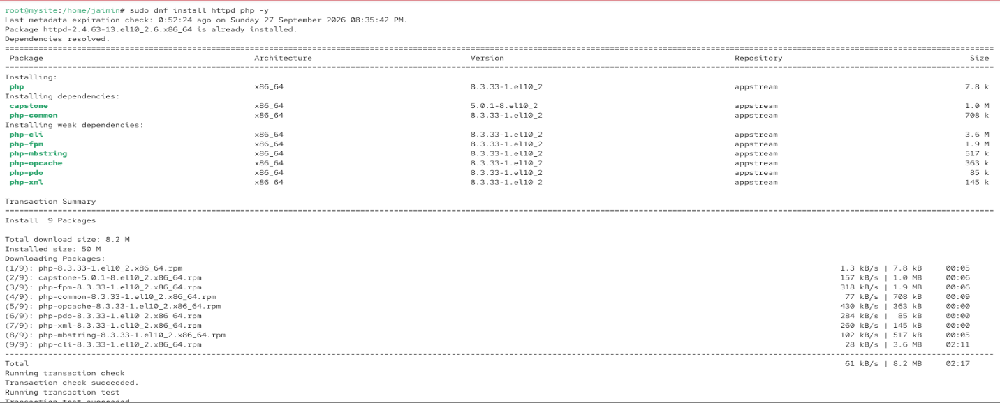 root@mysite:/home/jaimin# sudo dnf install httpd php -y
Last metadata expiration check: 0:52:24 ago on Sunday 27 September 2026 08:35:42 PM.
Package httpd-2.4.63-13.el10_2.6.x86_64 is already installed.
Dependencies resolved.
Package Architecture Version Repository Size
Installing:
php x86_64 8.3.33-1.el10_2 appstream 7.8 k
Installing dependencies:
capstone x86_64 5.0.1-8.el10_2 appstream 1.0 M
php-common x86_64 8.3.33-1.el10_2 appstream 708 k
Installing weak dependencies:
php-cli x86_64 8.3.33-1.el10_2 appstream 3.6 M
php-fpm x86_64 8.3.33-1.el10_2 appstream 1.9 M
php-mbstring x86_64 8.3.33-1.el10_2 appstream 517 k
php-opcache x86_64 8.3.33-1.el10_2 appstream 363 k
php-pdo x86_64 8.3.33-1.el10_2 appstream 85 k
php-xml x86_64 8.3.33-1.el10_2 appstream 145 k
Transaction Summary
Install 9 Packages
Total download size: 8.2 M
Installed size: 50 M
Downloading Packages:
(1/9): php-8.3.33-1.el10_2.x86_64.rpm 1.3 kB/s | 7.8 kB 00:05
(2/9): capstone-5.0.1-8.el10_2.x86_64.rpm 157 kB/s | 1.0 MB 00:06
(3/9): php-fpm-8.3.33-1.el10_2.x86_64.rpm 318 kB/s | 1.9 MB 00:06
(4/9): php-common-8.3.33-1.el10_2.x86_64.rpm 77 kB/s | 708 kB 00:09
(5/9): php-opcache-8.3.33-1.el10_2.x86_64.rpm 430 kB/s | 363 kB 00:00
(6/9): php-pdo-8.3.33-1.el10_2.x86_64.rpm 284 kB/s | 85 kB 00:00
(7/9): php-xml-8.3.33-1.el10_2.x86_64.rpm 260 kB/s | 145 kB 00:00
(8/9): php-mbstring-8.3.33-1.el10_2.x86_64.rpm 102 kB/s | 517 kB 00:05
(9/9): php-cli-8.3.33-1.el10_2.x86_64.rpm 28 kB/s | 3.6 MB 02:11
Total 61 kB/s | 8.2 MB 02:17
Running transaction check
Transaction check succeeded.
Running transaction test
Transaction test succeeded